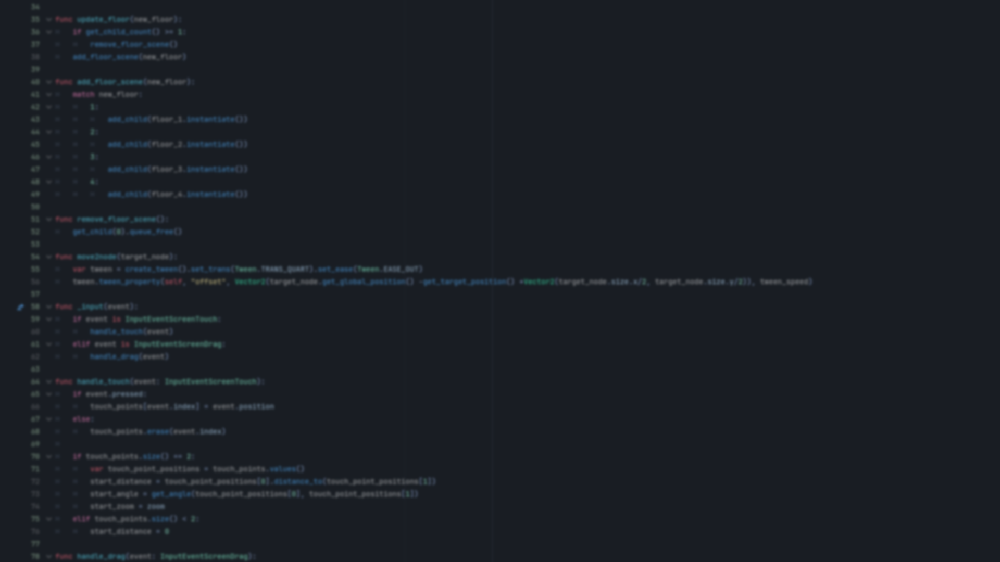 34
35 func update_floor(new_floor):
36 if get_child_count() >= 1:
37 remove_floor_scene()
38 add_floor_scene(new_floor)
39
40 func add_floor_scene(new_floor):
41 match new_floor:
42 1:
43 add_child(floor_1.instantiate())
44 2:
45 add_child(floor_2.instantiate())
46 3:
47 add_child(floor_3.instantiate())
48 4:
49 add_child(floor_4.instantiate())
50
51 func remove_floor_scene():
52 get_child(0).queue_free()
53
54 func move2node(target_node):
55 var tween = create_tween().set_trans(Tween.TRANS_QUART).set_ease(Tween.EASE_OUT)
56 tween.tween_property(self, "offset", Vector2(target_node.get_global_position() -get_target_position() +Vector2(target_node.size.x/2, target_node.size.y/2)), tween_speed)
57
58 func _input(event):
59 if event is InputEventScreenTouch:
60 handle_touch(event)
61 elif event is InputEventScreenDrag:
62 handle_drag(event)
63
64 func handle_touch(event: InputEventScreenTouch):
65 if event.pressed:
66 touch_points[event.index] = event.position
67 else:
68 touch_points.erase(event.index)
69
70 if touch_points.size() == 2:
71 var touch_point_positions = touch_points.values()
72 start_distance = touch_point_positions[0].distance_to(touch_point_positions[1])
73 start_angle = get_angle(touch_point_positions[0], touch_point_positions[1])
74 start_zoom = zoom
75 elif touch_points.size() < 2:
76 start_distance = 0
77
78 func handle_drag(event: InputEventScreenDrag):